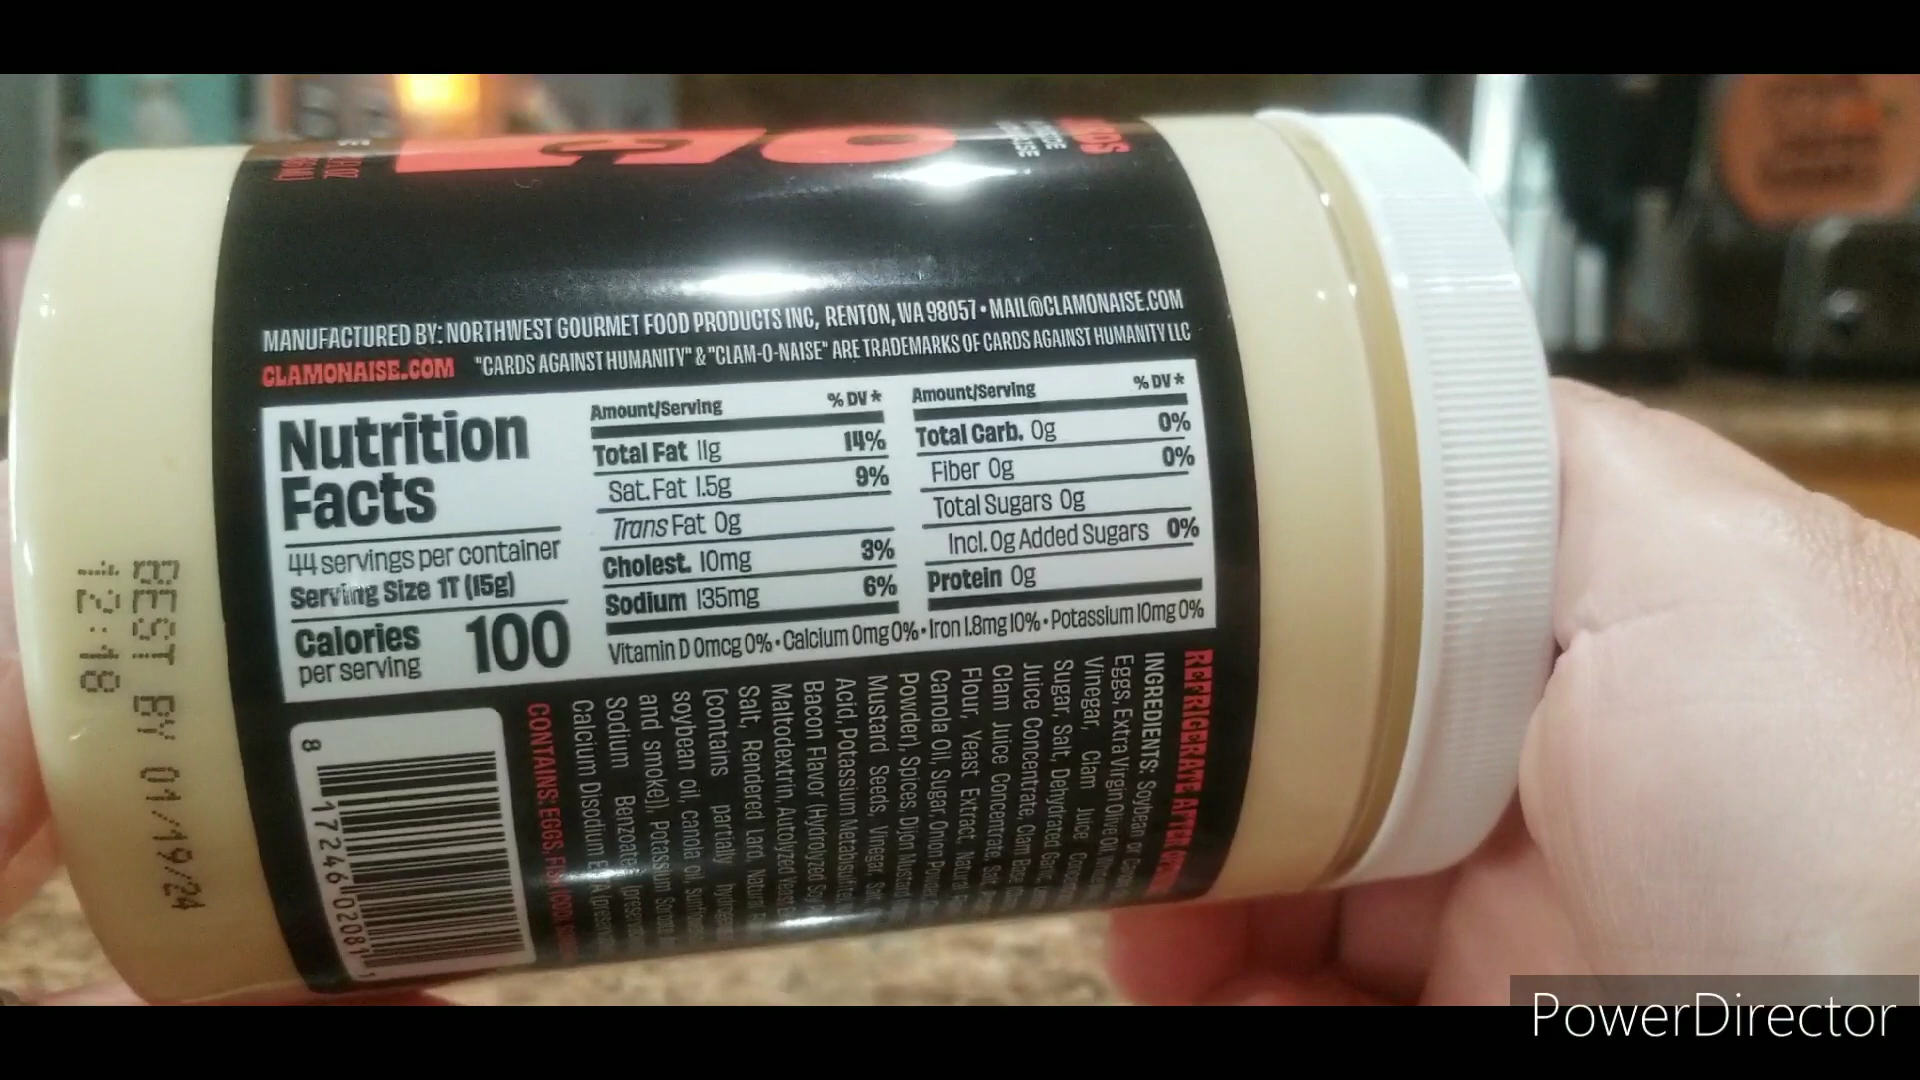 MANUFACTURED BY: NORTHWEST GOURMET FOOD PRODUCTS INC, RENTON, WA 98057 • MAIL@CLAMONAISE.COM
CLAMONAISE.COM "CARDS AGAINST HUMANITY" & "CLAM-O-NAISE" ARE TRADEMARKS OF CARDS AGAINST HUMANITY LLC
Nutrition
Facts
44 servings per container
Serving Size 1T (15g)
Calories 100
per serving
Amount/Serving % DV*
Total Fat 11g 14%
Sat. Fat 1.5g 9%
Trans Fat 0g
Cholest. 10mg 3%
Sodium 135mg 6%
Amount/Serving % DV*
Total Carb. 0g 0%
Fiber 0g 0%
Total Sugars 0g
Incl. 0g Added Sugars 0%
Protein 0g
Vitamin D 0mcg 0% • Calcium 0mg 0% • Iron 1.8mg 10% • Potassium 10mg 0%
REFRIGERATE AFTER
INGREDIENTS: Soybean or
Eggs, Extra Virgin Olive Oil,
Vinegar, Clam Juice
Sugar, Salt, Dehydrated Garlic,
Juice Concentrate, Clam Base
Clam Juice Concentrate,
Flour, Yeast Extract, Natural
Canola Oil, Sugar, Onion
Powder), Spices, Dijon Mustard
Mustard Seeds, Vinegar,
Acid, Potassium Metabisulfite
Bacon Flavor (Hydrolyzed
Maltodextrin, Autolyzed Yeast
Salt, Rendered Lard, Natural
[contains partially
soybean oil, canola oil,
and smoke]), Potassium
Sodium Benzoate
Calcium Disodium
CONTAINS: EGGS, FISH
8 17246 02081 1
BEST BY 01/19/24
12:18
PowerDirector